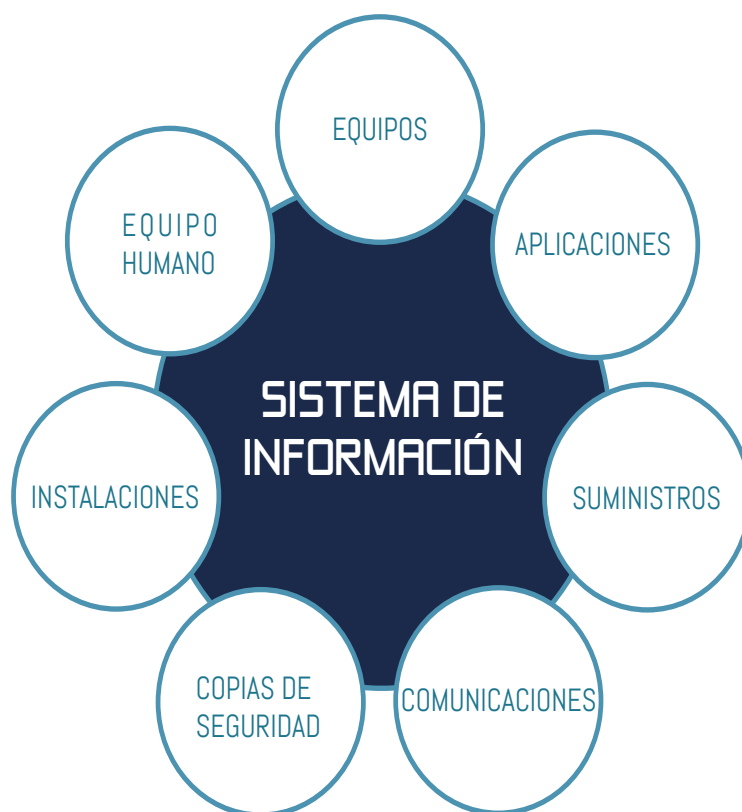 EQUIPOS
APLICACIONES
SUMINISTROS
COMUNICACIONES
COPIAS DE
SEGURIDAD
INSTALACIONES
EQUIPO
HUMANO
SISTEMA DE
INFORMACIÓN